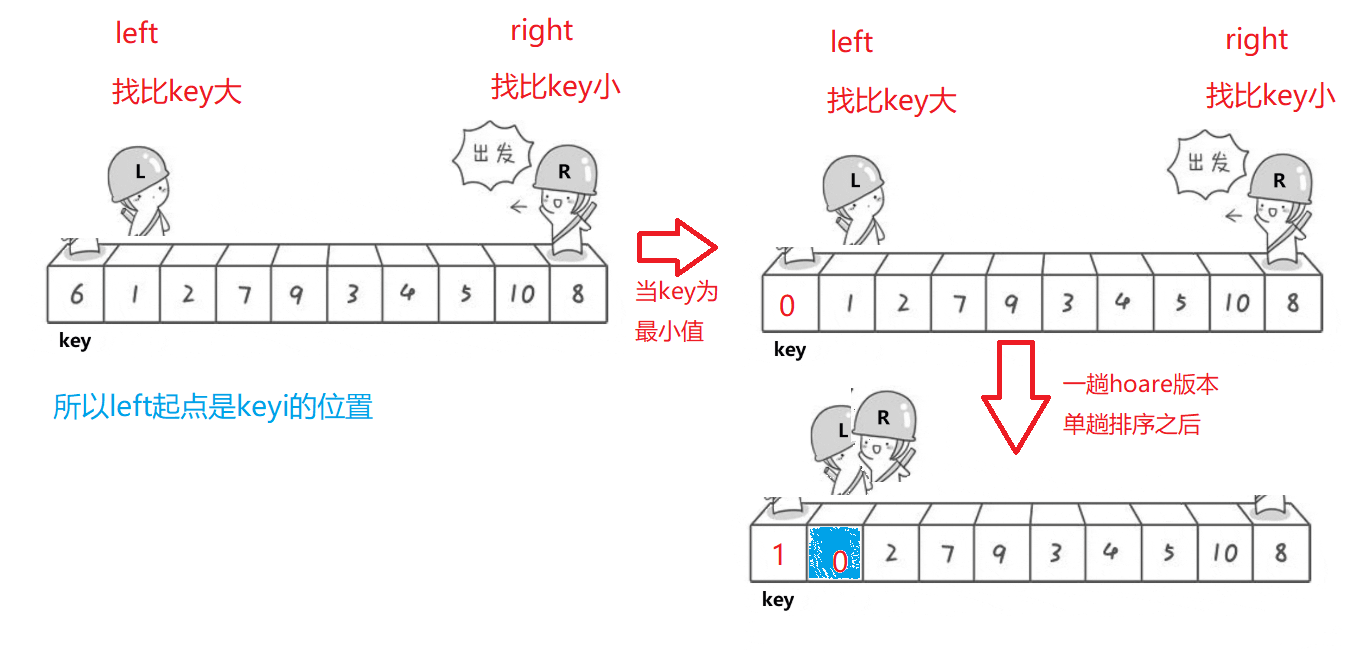 left
right
找比key大
找比key小
出发
L
R
6 1 2 7 9 3 4 5 10 8
key
所以left起点是keyi的位置
当key为
最小值
left
right
找比key大
找比key小
出发
L
R
0 1 2 7 9 3 4 5 10 8
key
一趟hoare版本
单趟排序之后
L
R
1 0 2 7 9 3 4 5 10 8
key